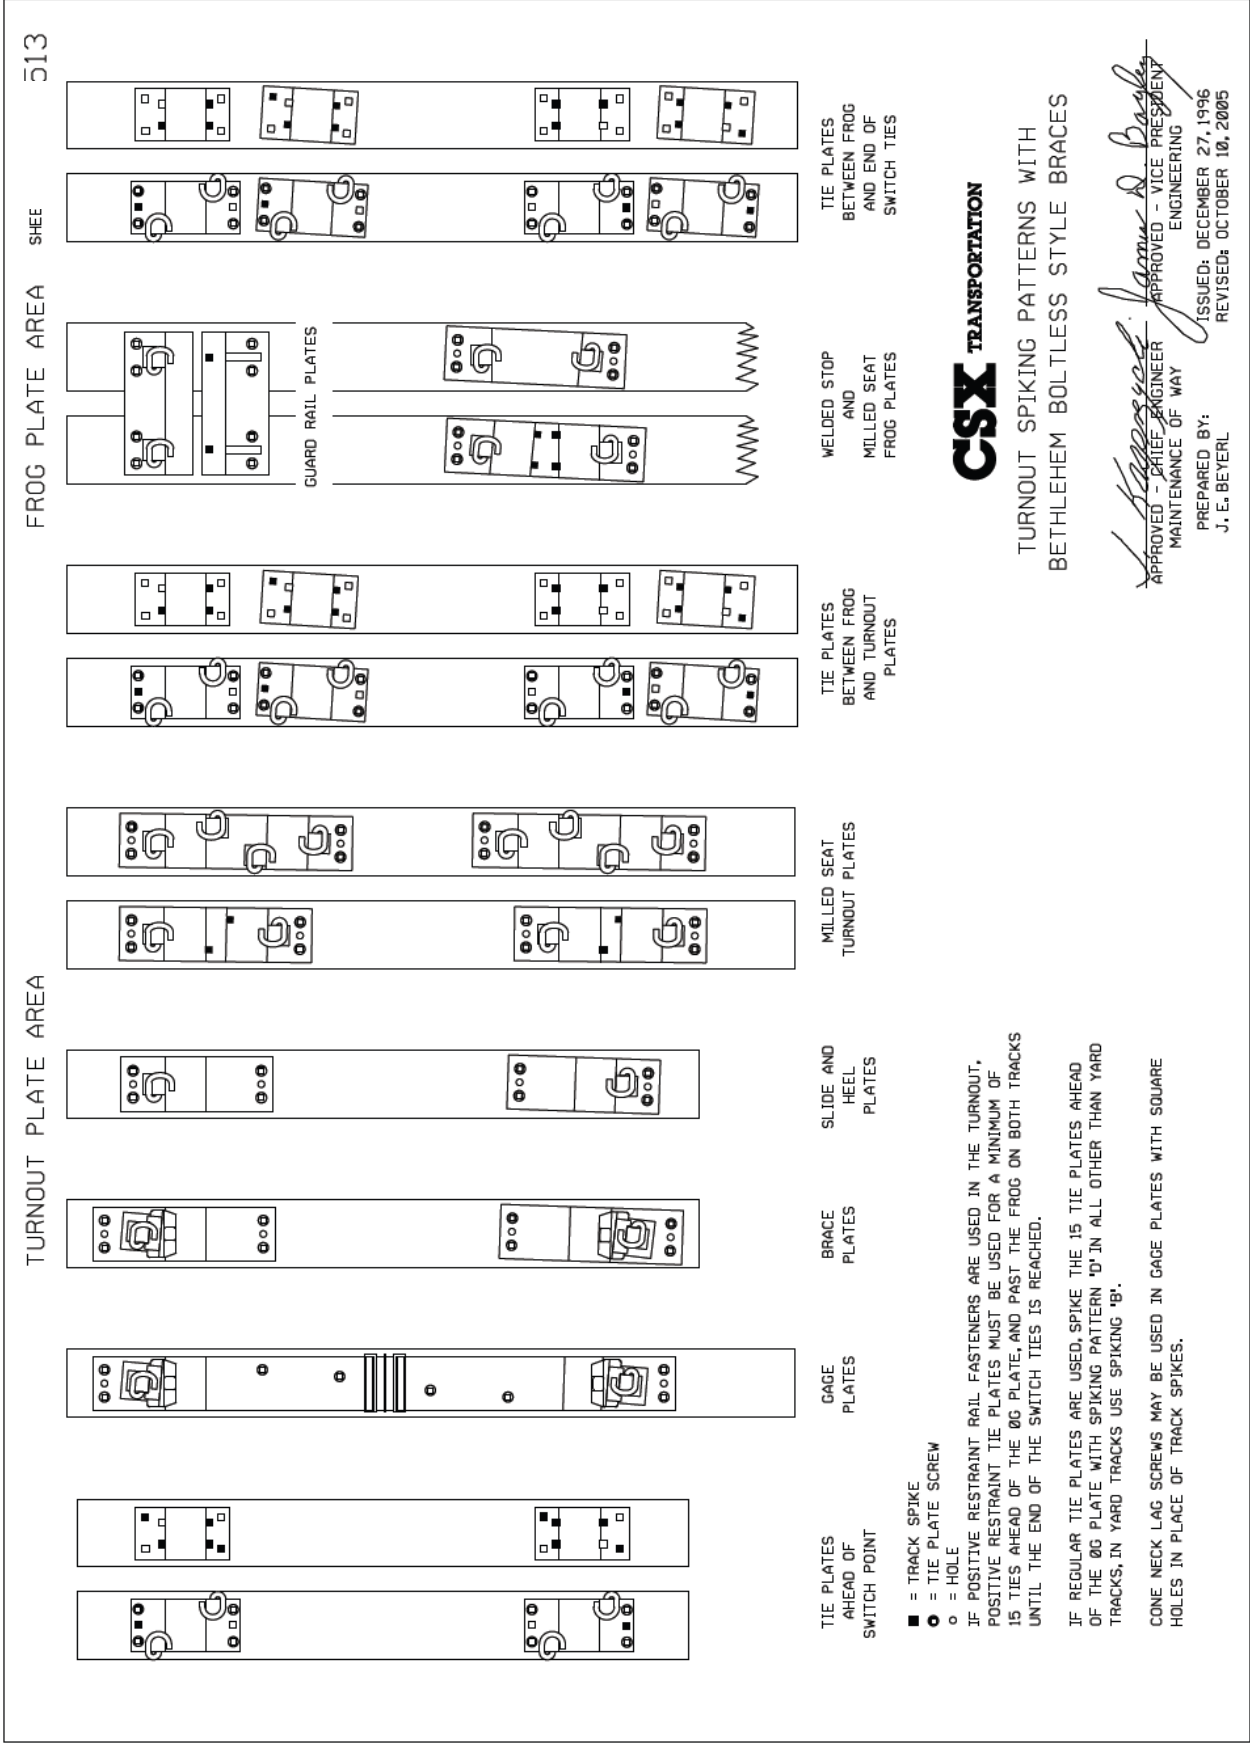 TURNOUT PLATE AREA
FROG PLATE AREA
SHEE
513
GUARD RAIL PLATES
TIE PLATES
AHEAD OF
SWITCH POINT
GAGE
PLATES
BRACE
PLATES
SLIDE AND
HEEL
PLATES
MILLED SEAT
TURNOUT PLATES
TIE PLATES
BETWEEN FROG
AND TURNOUT
PLATES
WELDED STOP
AND
MILLED SEAT
FROG PLATES
TIE PLATES
BETWEEN FROG
AND END OF
SWITCH TIES
■ = TRACK SPIKE
= TIE PLATE SCREW
○ = HOLE
IF POSITIVE RESTRAINT RAIL FASTENERS ARE USED IN THE TURNOUT,
POSITIVE RESTRAINT TIE PLATES MUST BE USED FOR A MINIMUM OF
15 TIES AHEAD OF THE 0G PLATE, AND PAST THE FROG ON BOTH TRACKS
UNTIL THE END OF THE SWITCH TIES IS REACHED.
IF REGULAR TIE PLATES ARE USED, SPIKE THE 15 TIE PLATES AHEAD
OF THE 0G PLATE WITH SPIKING PATTERN 'D' IN ALL OTHER THAN YARD
TRACKS, IN YARD TRACKS USE SPIKING 'B'.
CONE NECK LAG SCREWS MAY BE USED IN GAGE PLATES WITH SQUARE
HOLES IN PLACE OF TRACK SPIKES.
CSX TRANSPORTATION
TURNOUT SPIKING PATTERNS WITH
BETHLEHEM BOLTLESS STYLE BRACES
APPROVED - CHIEF ENGINEER
MAINTENANCE OF WAY
James D. Bagley
APPROVED - VICE PRESIDENT
ENGINEERING
PREPARED BY:
J. E. BEYERL
ISSUED: DECEMBER 27, 1996
REVISED: OCTOBER 10, 2005